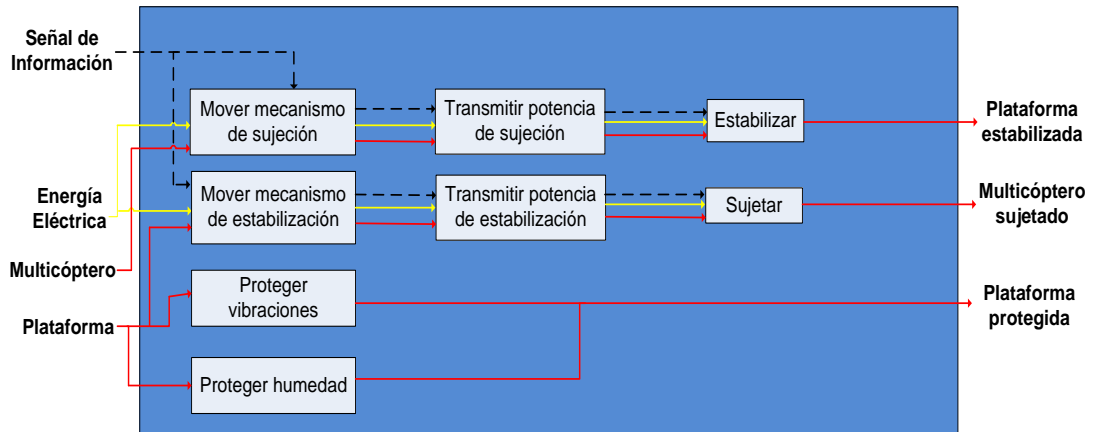 Señal de
Información
Mover mecanismo
de sujeción
Transmitir potencia
de sujeción
Estabilizar
Plataforma
estabilizada
Energía
Eléctrica
Mover mecanismo
de estabilización
Transmitir potencia
de estabilización
Sujetar
Multicóptero
sujetado
Multicóptero
Proteger
vibraciones
Plataforma
protegida
Plataforma
Proteger humedad